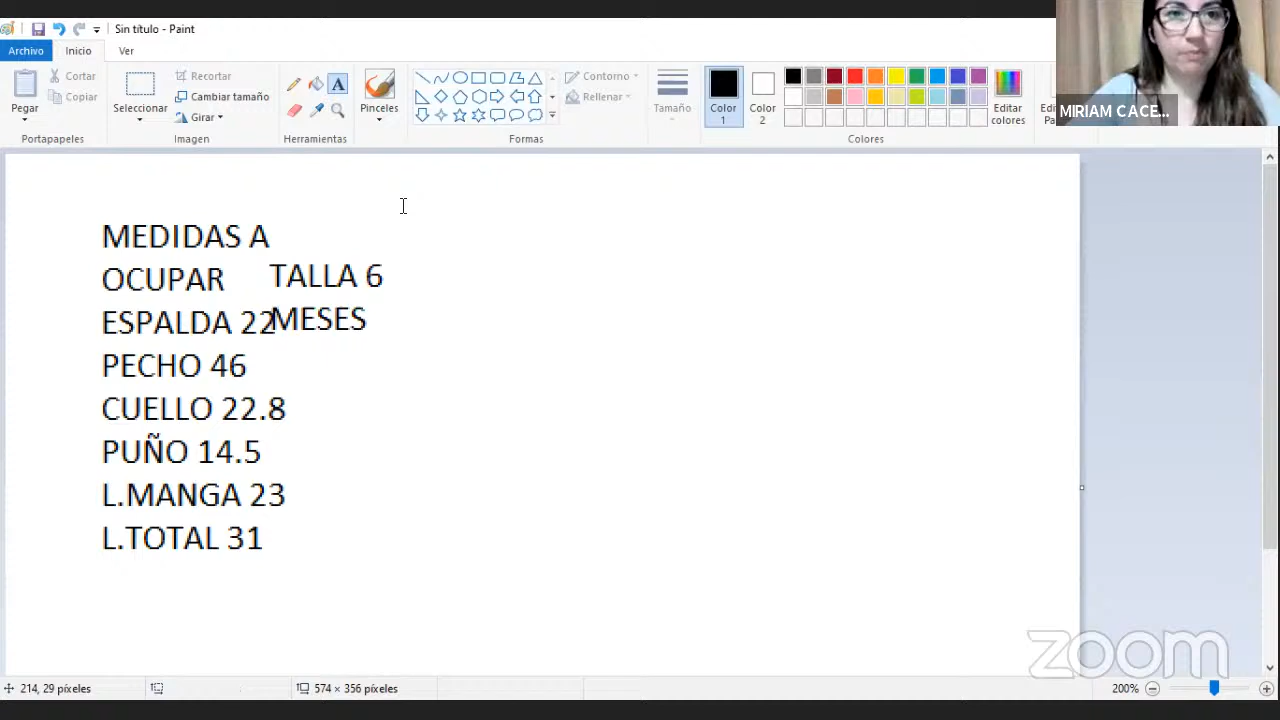 Sin título - Paint
Archivo
Inicio
Ver
Pegar
Cortar
Copiar
Portapapeles
Seleccionar
Recortar
Cambiar tamaño
Girar
Imagen
A
Herramientas
Pinceles
Contorno
Rellenar
Formas
Tamaño
Color
1
Color
2
Editar
colores
Colores
MIRIAM CACE...
MEDIDAS A
OCUPAR
TALLA 6
MESES
ESPALDA 22
PECHO 46
CUELLO 22.8
PUÑO 14.5
L.MANGA 23
L.TOTAL 31
zoom
214, 29 píxeles
574 × 356 píxeles
200%